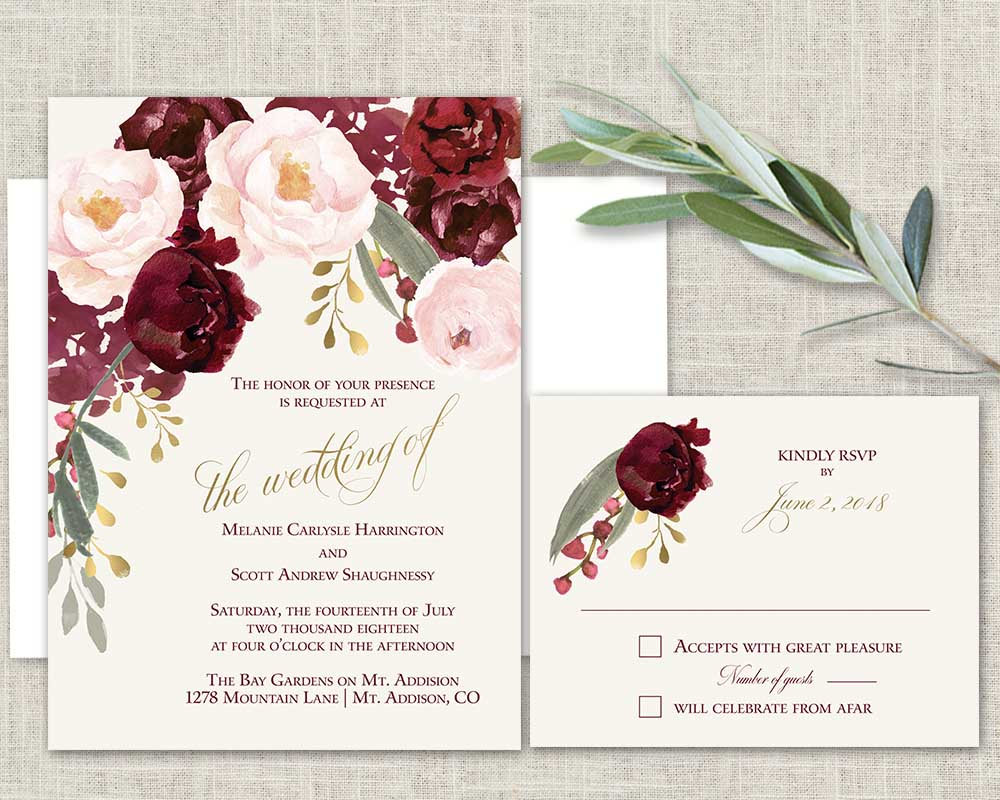 The honor of your presence
is requested at
the wedding of
Melanie Carlysle Harrington
and
Scott Andrew Shaughnessy
Saturday, the fourteenth of July
two thousand eighteen
at four o'clock in the afternoon
The Bay Gardens on Mt. Addision
1278 Mountain Lane | Mt. Addison, CO
KINDLY RSVP
BY
June 2, 2018
Accepts with great pleasure
Number of guests
will celebrate from afar